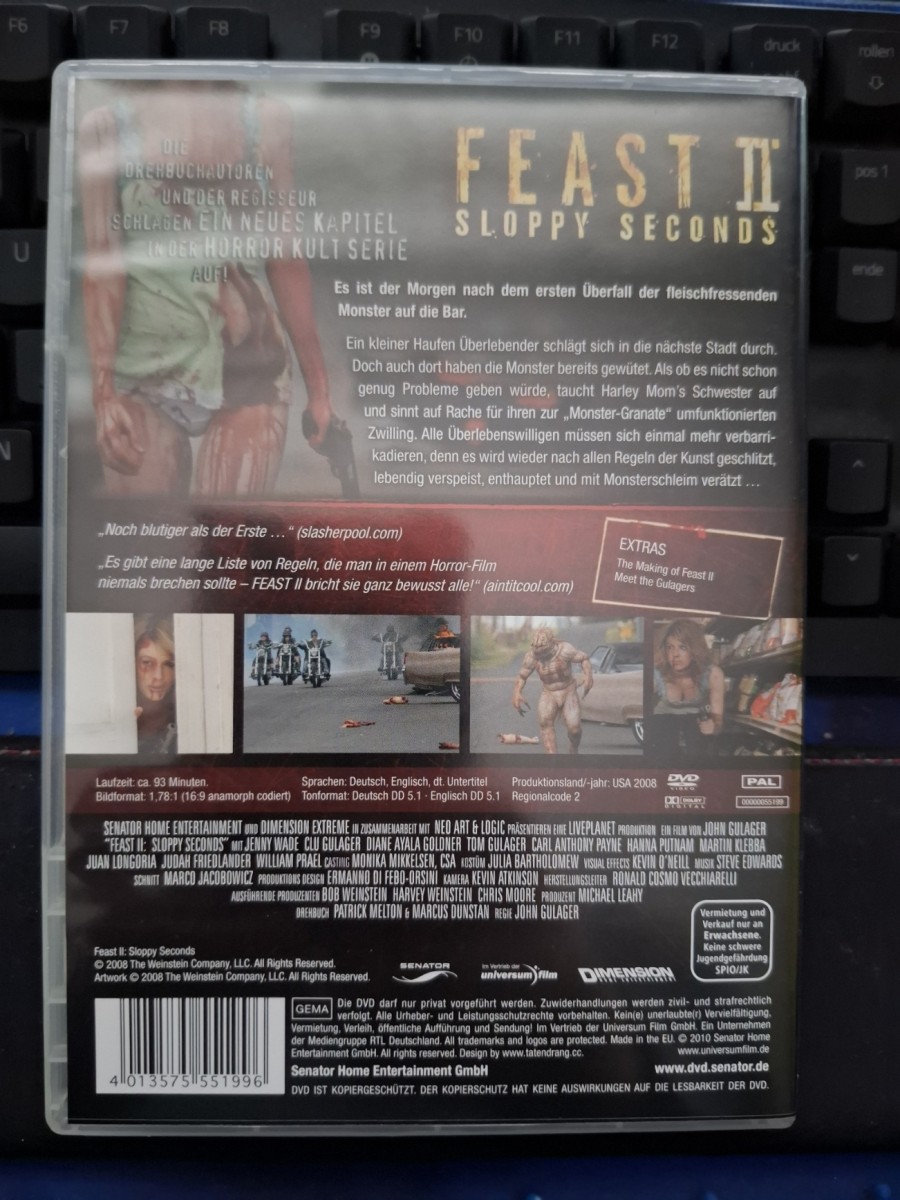 F6
F7
F8
F9
F10
F11
F12
druck
rollen
pos 1
U
ende
N
DIE
DREHBUCHAUTOREN
UND DER REGISSEUR
SCHLAGEN EIN NEUES KAPITEL
IN DER HORROR KULT SERIE
AUF!
FEAST II
SLOPPY SECONDS
Es ist der Morgen nach dem ersten Überfall der fleischfressenden
Monster auf die Bar.
Ein kleiner Haufen Überlebender schlägt sich in die nächste Stadt durch.
Doch auch dort haben die Monster bereits gewütet. Als ob es nicht schon
genug Probleme geben würde, taucht Harley Mom's Schwester auf
und sinnt auf Rache für ihren zur „Monster-Granate" umfunktionierten
Zwilling. Alle Überlebenswilligen müssen sich einmal mehr verbarri-
kadieren, denn es wird wieder nach allen Regeln der Kunst geschlitzt,
lebendig verspeist, enthauptet und mit Monsterschleim verätzt ...
„Noch blutiger als der Erste ..." (slasherpool.com)
„Es gibt eine lange Liste von Regeln, die man in einem Horror-Film
niemals brechen sollte – FEAST II bricht sie ganz bewusst alle!" (aintitcool.com)
EXTRAS
The Making of Feast II
Meet the Gulagers
Laufzeit: ca. 93 Minuten.
Bildformat: 1,78:1 (16:9 anamorph codiert)
Sprachen: Deutsch, Englisch, dt. Untertitel
Tonformat: Deutsch DD 5.1 · Englisch DD 5.1
Produktionsland/-jahr: USA 2008
Regionalcode 2
DVD
VIDEO
DOLBY
DIGITAL
PAL
00000055199
SENATOR HOME ENTERTAINMENT UND DIMENSION EXTREME IN ZUSAMMENARBEIT MIT NEO ART & LOGIC PRÄSENTIEREN EINE LIVEPLANET PRODUKTION EIN FILM VON JOHN GULAGER
"FEAST II: SLOPPY SECONDS" MIT JENNY WADE CLU GULAGER DIANE AYALA GOLDNER TOM GULAGER CARL ANTHONY PAYNE HANNA PUTNAM MARTIN KLEBBA
JUAN LONGORIA JUDAH FRIEDLANDER WILLIAM PRAEL CASTING MONIKA MIKKELSEN, CSA KOSTÜM JULIA BARTHOLOMEW VISUAL EFFECTS KEVIN O'NEILL MUSIK STEVE EDWARDS
SCHNITT MARCO JACOBOWICZ PRODUKTIONS DESIGN ERMANNO DI FEBO-ORSINI KAMERA KEVIN ATKINSON HERSTELLUNGSLEITER RONALD COSMO VECCHIARELLI
AUSFÜHRENDE PRODUZENTEN BOB WEINSTEIN HARVEY WEINSTEIN CHRIS MOORE PRODUZENT MICHAEL LEAHY
DREHBUCH PATRICK MELTON & MARCUS DUNSTAN REGIE JOHN GULAGER
Vermietung und
Verkauf nur an
Erwachsene.
Keine schwere
Jugendgefährdung
SPIO/JK
Feast II: Sloppy Seconds
© 2008 The Weinstein Company, LLC. All Rights Reserved.
Artwork © 2008 The Weinstein Company, LLC. All Rights Reserved.
SENATOR
Im Vertrieb der
universum film
DIMENSION
4 013575 551996
GEMA
Die DVD darf nur privat vorgeführt werden. Zuwiderhandlungen werden zivil- und strafrechtlich
verfolgt. Alle Urheber- und Leistungsschutzrechte vorbehalten. Kein(e) unerlaubte(r) Vervielfältigung,
Vermietung, Verleih, öffentliche Aufführung und Sendung! Im Vertrieb der Universum Film GmbH. Ein Unternehmen
der Mediengruppe RTL Deutschland. All trademarks and logos are protected. Made in the EU. © 2010 Senator Home
Entertainment GmbH. All rights reserved. Design by www.tatendrang.cc.
www.universumfilm.de
Senator Home Entertainment GmbH
www.dvd.senator.de
DVD IST KOPIERGESCHÜTZT. DER KOPIERSCHUTZ HAT KEINE AUSWIRKUNGEN AUF DIE LESBARKEIT DER DVD.